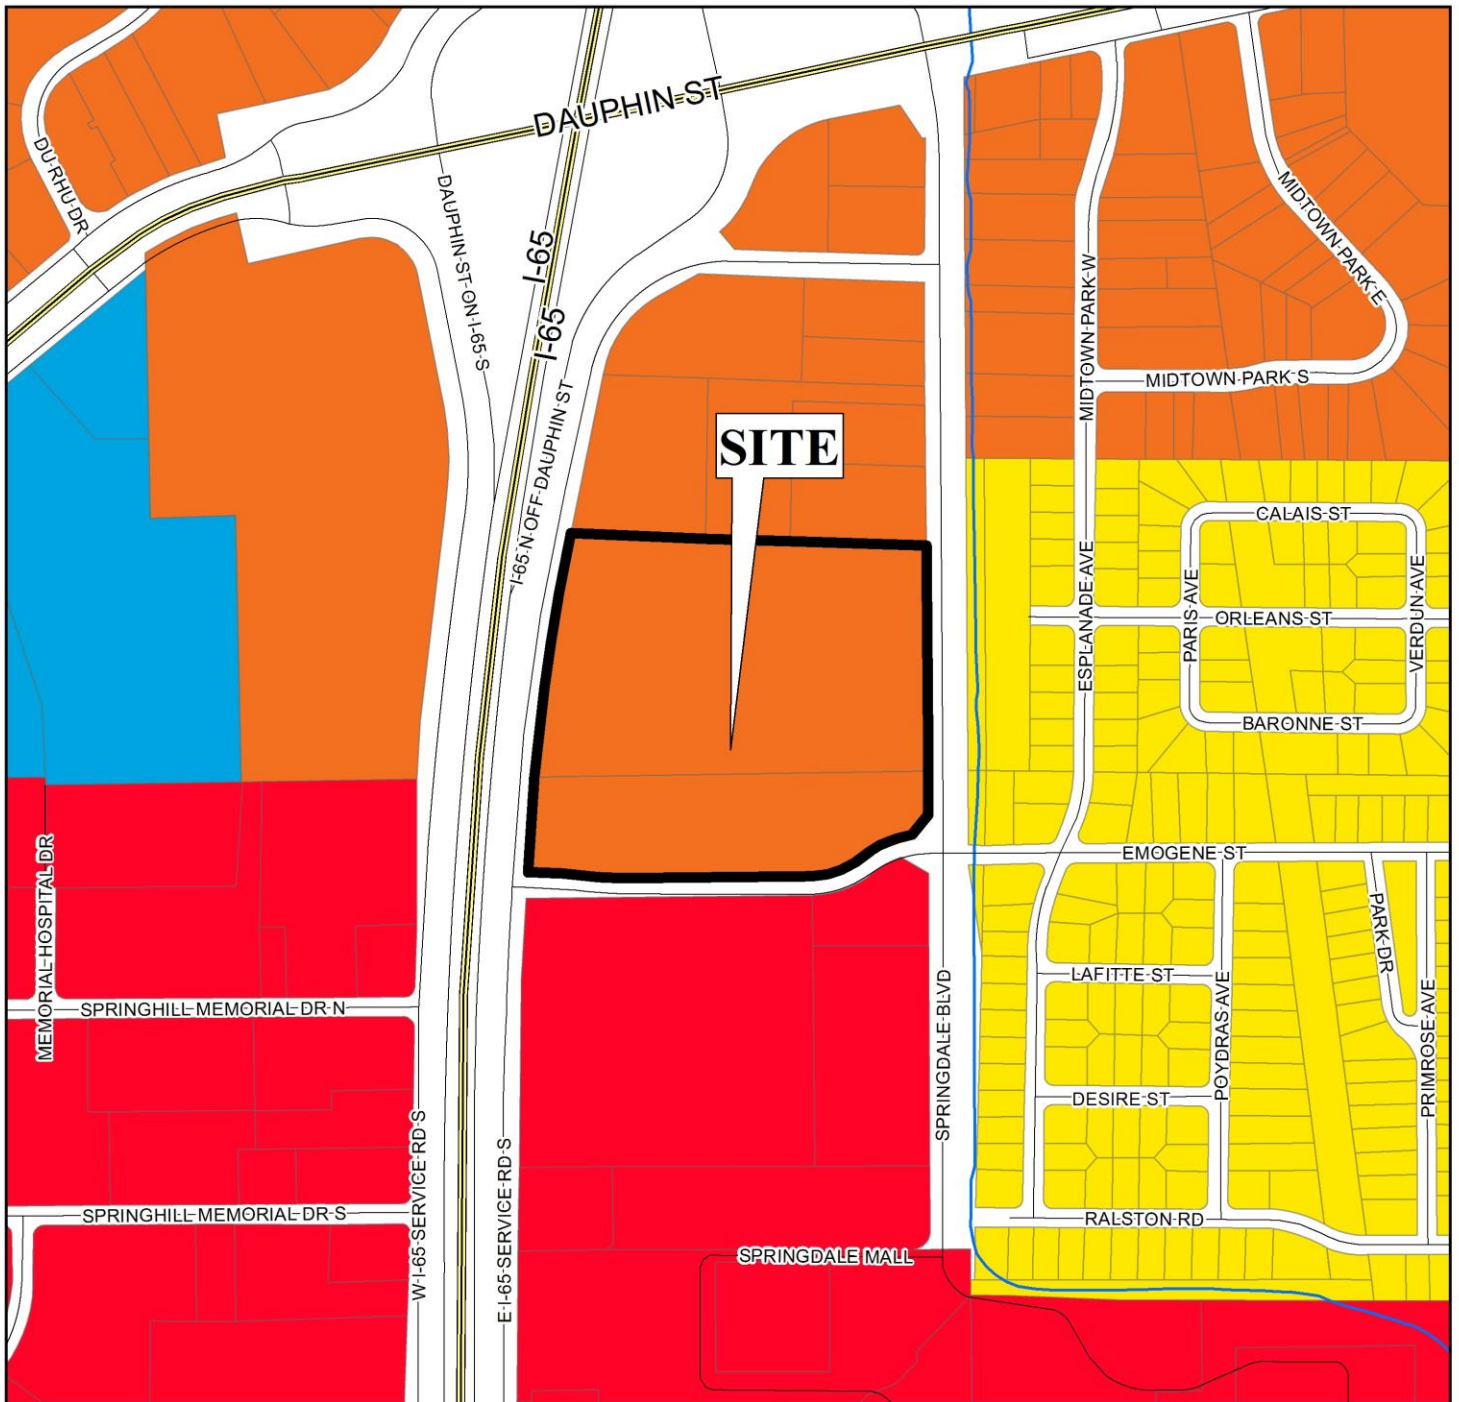 DAUPHIN ST
DU RHU DR
DAUPHIN ST ON I-65 S
I-65
I-65
I-65 N OFF DAUPHIN ST
MIDTOWN PARK W
MIDTOWN PARK E
MIDTOWN PARK S
SITE
CALAIS ST
ESPLANADE AVE
PARIS AVE
ORLEANS ST
VERDUN AVE
BARONNE ST
EMOGENE ST
MEMORIAL HOSPITAL DR
SPRINGHILL MEMORIAL DR N
SPRINGDALE BLVD
LAFITTE ST
POYDRAS AVE
PARK DR
PRIMROSE AVE
DESIRE ST
W I-65 SERVICE RD S
E I-65 SERVICE RD S
SPRINGHILL MEMORIAL DR S
RALSTON RD
SPRINGDALE MALL